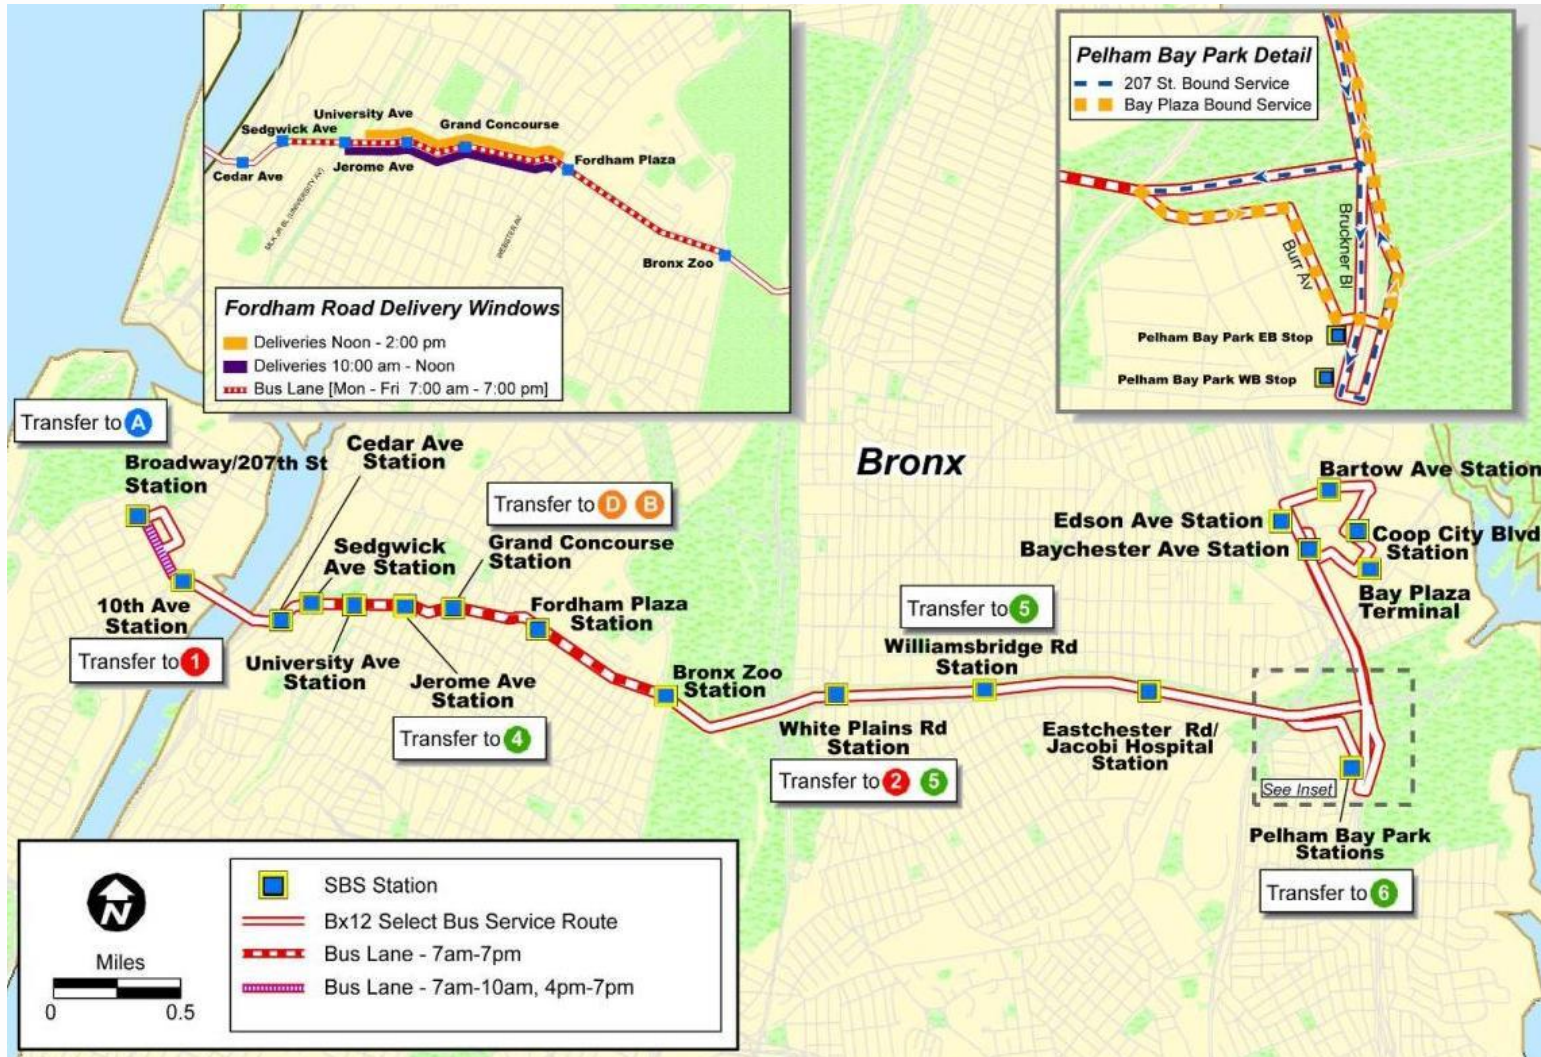 University Ave
Grand Concourse
Sedgwick Ave
Fordham Plaza
Jerome Ave
Cedar Ave
MLK JR BL (UNIVERSITY AV)
WEBSTER AV
Bronx Zoo
Fordham Road Delivery Windows
Deliveries Noon - 2:00 pm
Deliveries 10:00 am - Noon
Bus Lane [Mon - Fri 7:00 am - 7:00 pm]
Pelham Bay Park Detail
207 St. Bound Service
Bay Plaza Bound Service
Bruckner Bl
Burr Av
Pelham Bay Park EB Stop
Pelham Bay Park WB Stop
Transfer to A
Broadway/207th St
Station
Cedar Ave
Station
Transfer to D B
Grand Concourse
Station
Sedgwick
Ave Station
Bronx
Bartow Ave Station
Edson Ave Station
Baychester Ave Station
Coop City Blvd
Station
Bay Plaza
Terminal
10th Ave
Station
Transfer to 1
University Ave
Station
Jerome Ave
Station
Transfer to 4
Fordham Plaza
Station
Bronx Zoo
Station
Transfer to 5
Williamsbridge Rd
Station
White Plains Rd
Station
Transfer to 2 5
Eastchester Rd/
Jacobi Hospital
Station
See Inset
Pelham Bay Park
Stations
Transfer to 6
N
Miles
0 0.5
SBS Station
Bx12 Select Bus Service Route
Bus Lane - 7am-7pm
Bus Lane - 7am-10am, 4pm-7pm